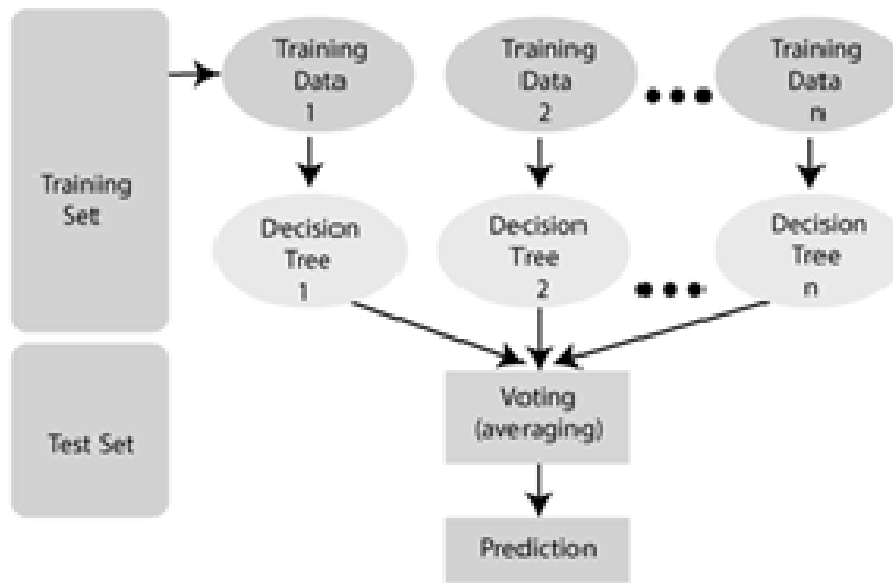 Training
Set
Training
Data
1
Training
Data
2
Training
Data
n
Decision
Tree
1
Decision
Tree
2
Decision
Tree
n
Test Set
Voting
(averaging)
Prediction